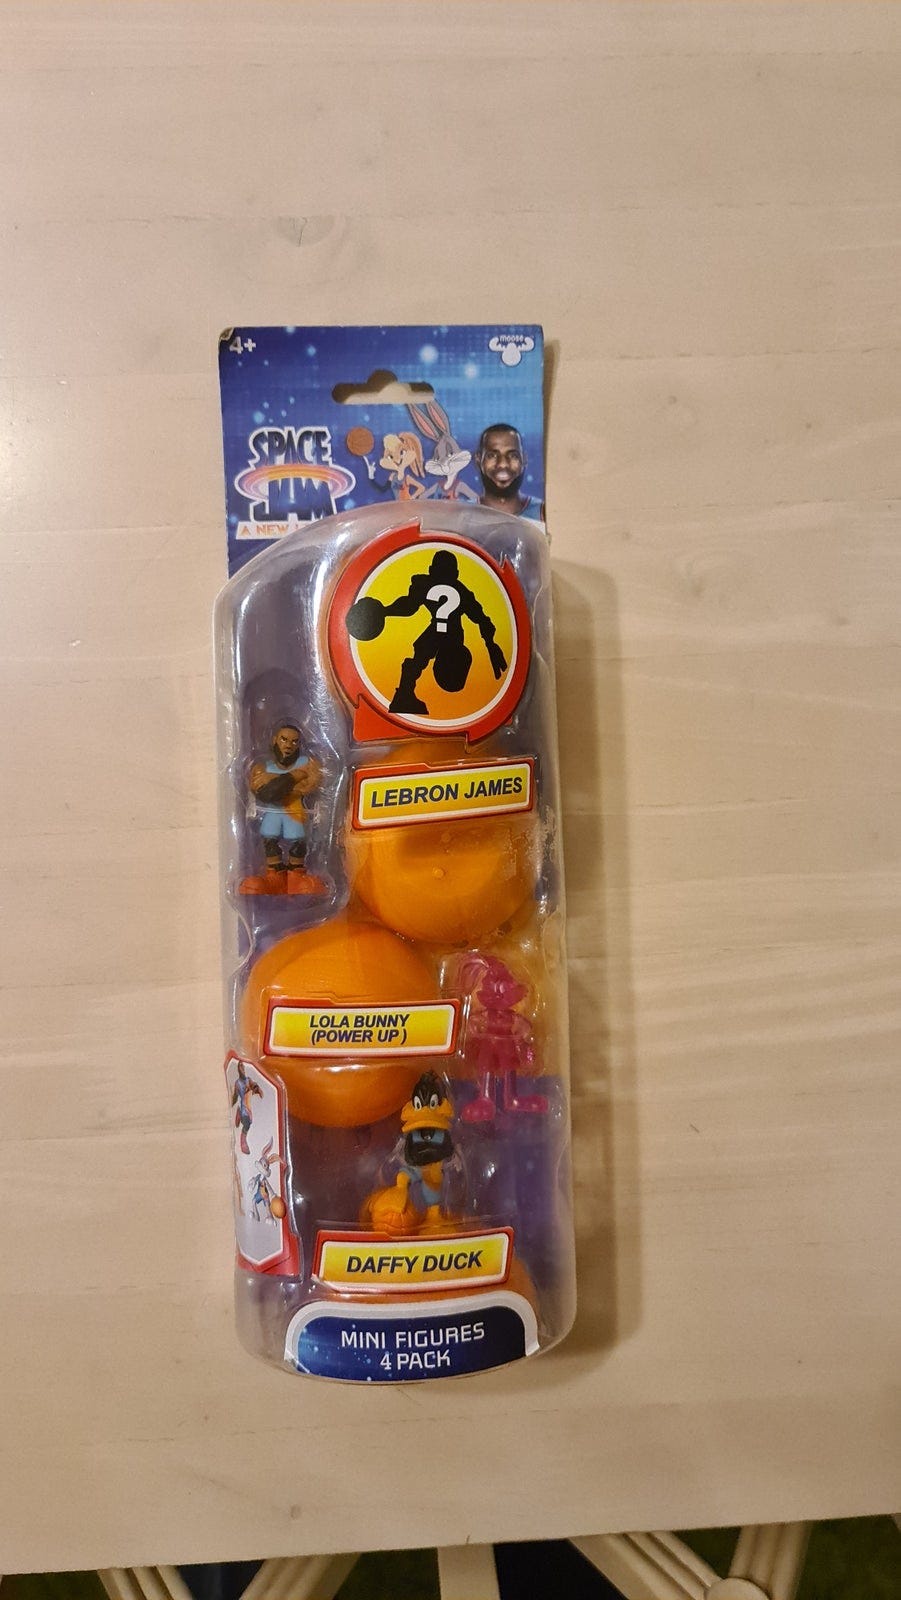 4+
moose
SPACE
JAM
A NEW
?
LEBRON JAMES
LOLA BUNNY
(POWER UP)
DAFFY DUCK
MINI FIGURES
4 PACK